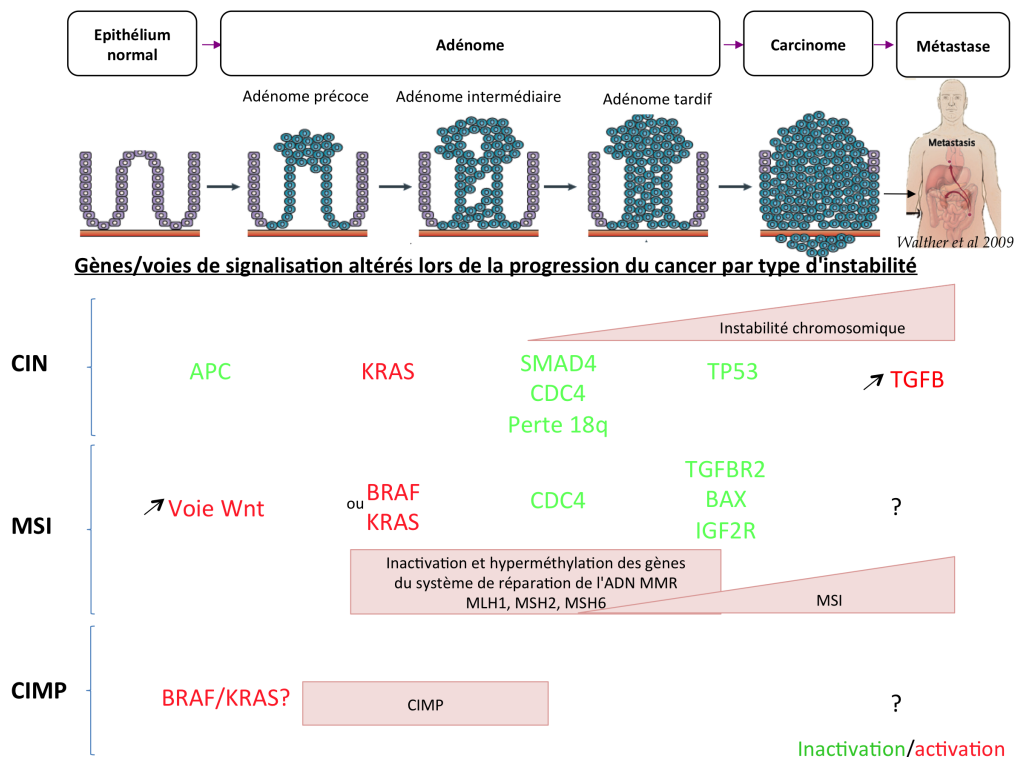 Epithélium
normal
Adénome
Carcinome
Métastase
Adénome précoce
Adénome intermédiaire
Adénome tardif
Metastasis
Walther et al 2009
Gènes/voies de signalisation altérés lors de la progression du cancer par type d'instabilité
Instabilité chromosomique
CIN
APC
KRAS
SMAD4
CDC4
Perte 18q
TP53
TGFB
MSI
Voie Wnt
ou
BRAF
KRAS
CDC4
TGFBR2
BAX
IGF2R
?
Inactivation et hyperméthylation des gènes
du système de réparation de l'ADN MMR
MLH1, MSH2, MSH6
MSI
CIMP
BRAF/KRAS?
CIMP
?
Inactivation/activation